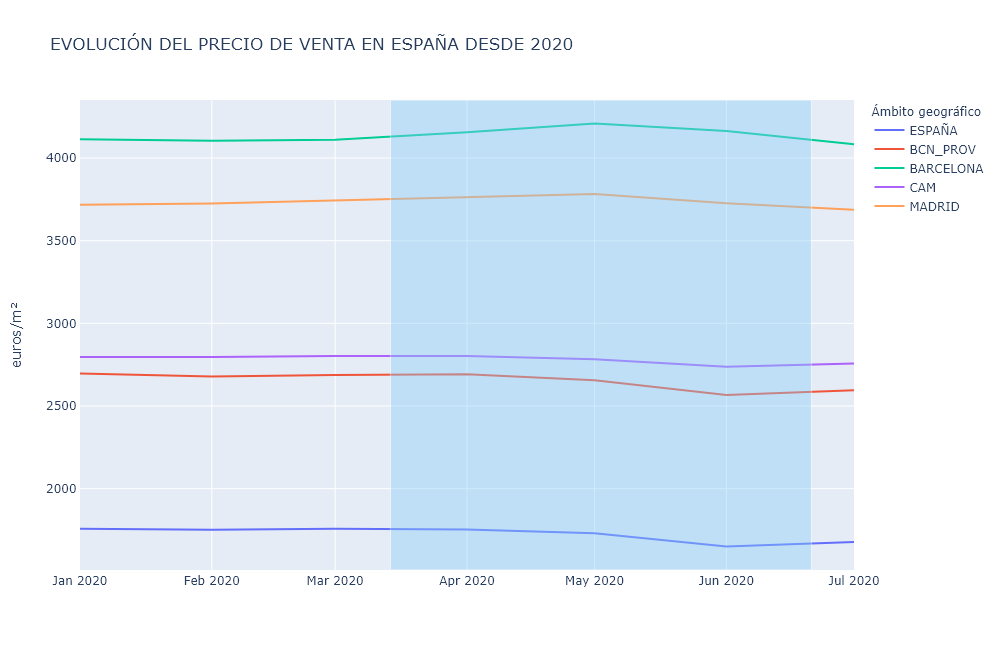 EVOLUCIÓN DEL PRECIO DE VENTA EN ESPAÑA DESDE 2020
Ámbito geográfico
ESPAÑA
BCN_PROV
BARCELONA
CAM
MADRID
euros/m²
4000
3500
3000
2500
2000
Jan 2020 Feb 2020 Mar 2020 Apr 2020 May 2020 Jun 2020 Jul 2020